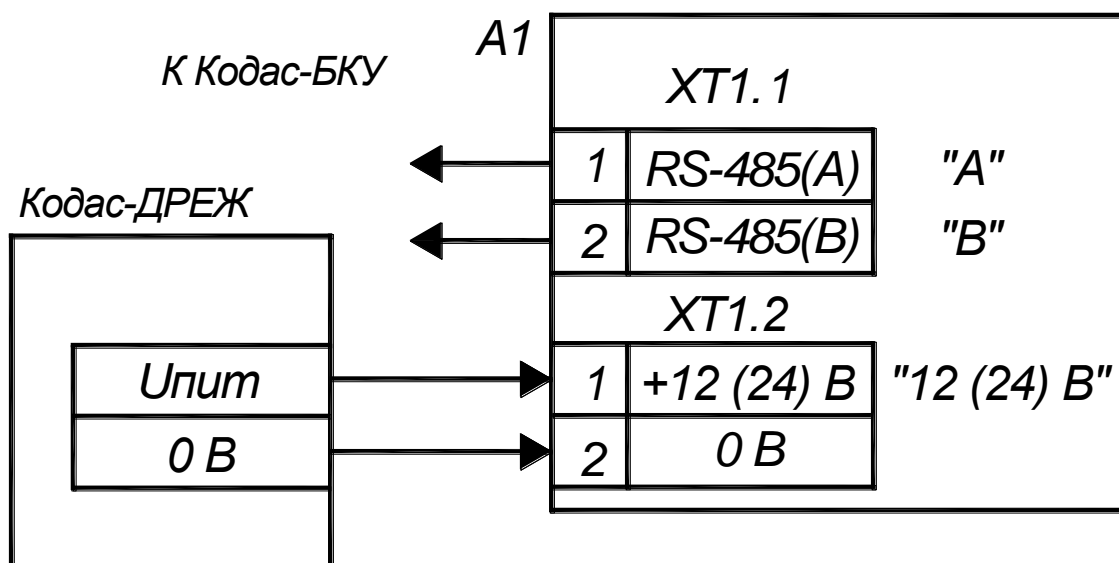 A1
К Кодас-БКУ
XT1.1
1 RS-485(A) "A"
2 RS-485(B) "B"
Кодас-ДРЕЖ
XT1.2
Uпит
1 +12 (24) В "12 (24) В"
0 В
2 0 В